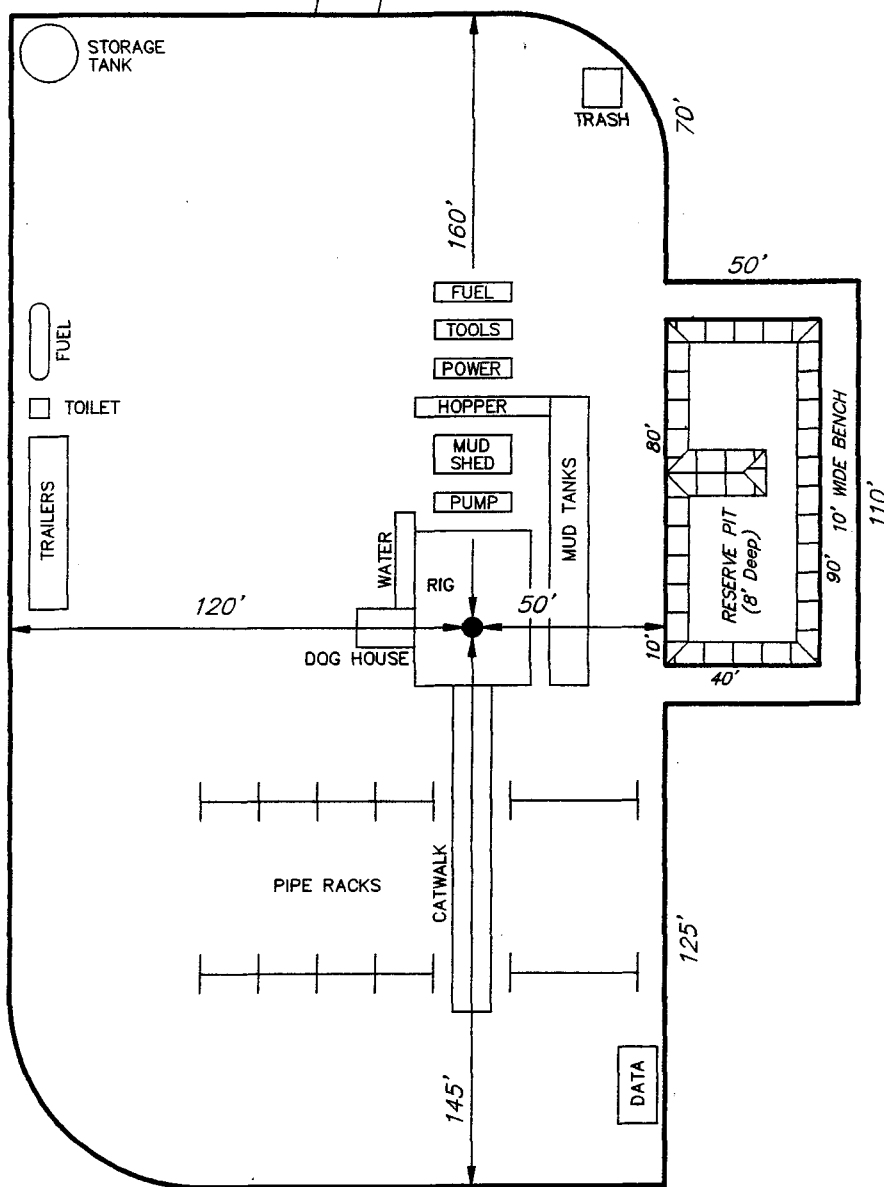 STORAGE
TANK
TRASH
70'
160'
50'
FUEL
TOOLS
POWER
HOPPER
MUD
SHED
PUMP
FUEL
TOILET
TRAILERS
WATER
RIG
MUD TANKS
80'
RESERVE PIT
(8' Deep)
90'
10' WIDE BENCH
110'
120'
50'
DOG HOUSE
10'
40'
PIPE RACKS
CATWALK
125'
145'
DATA